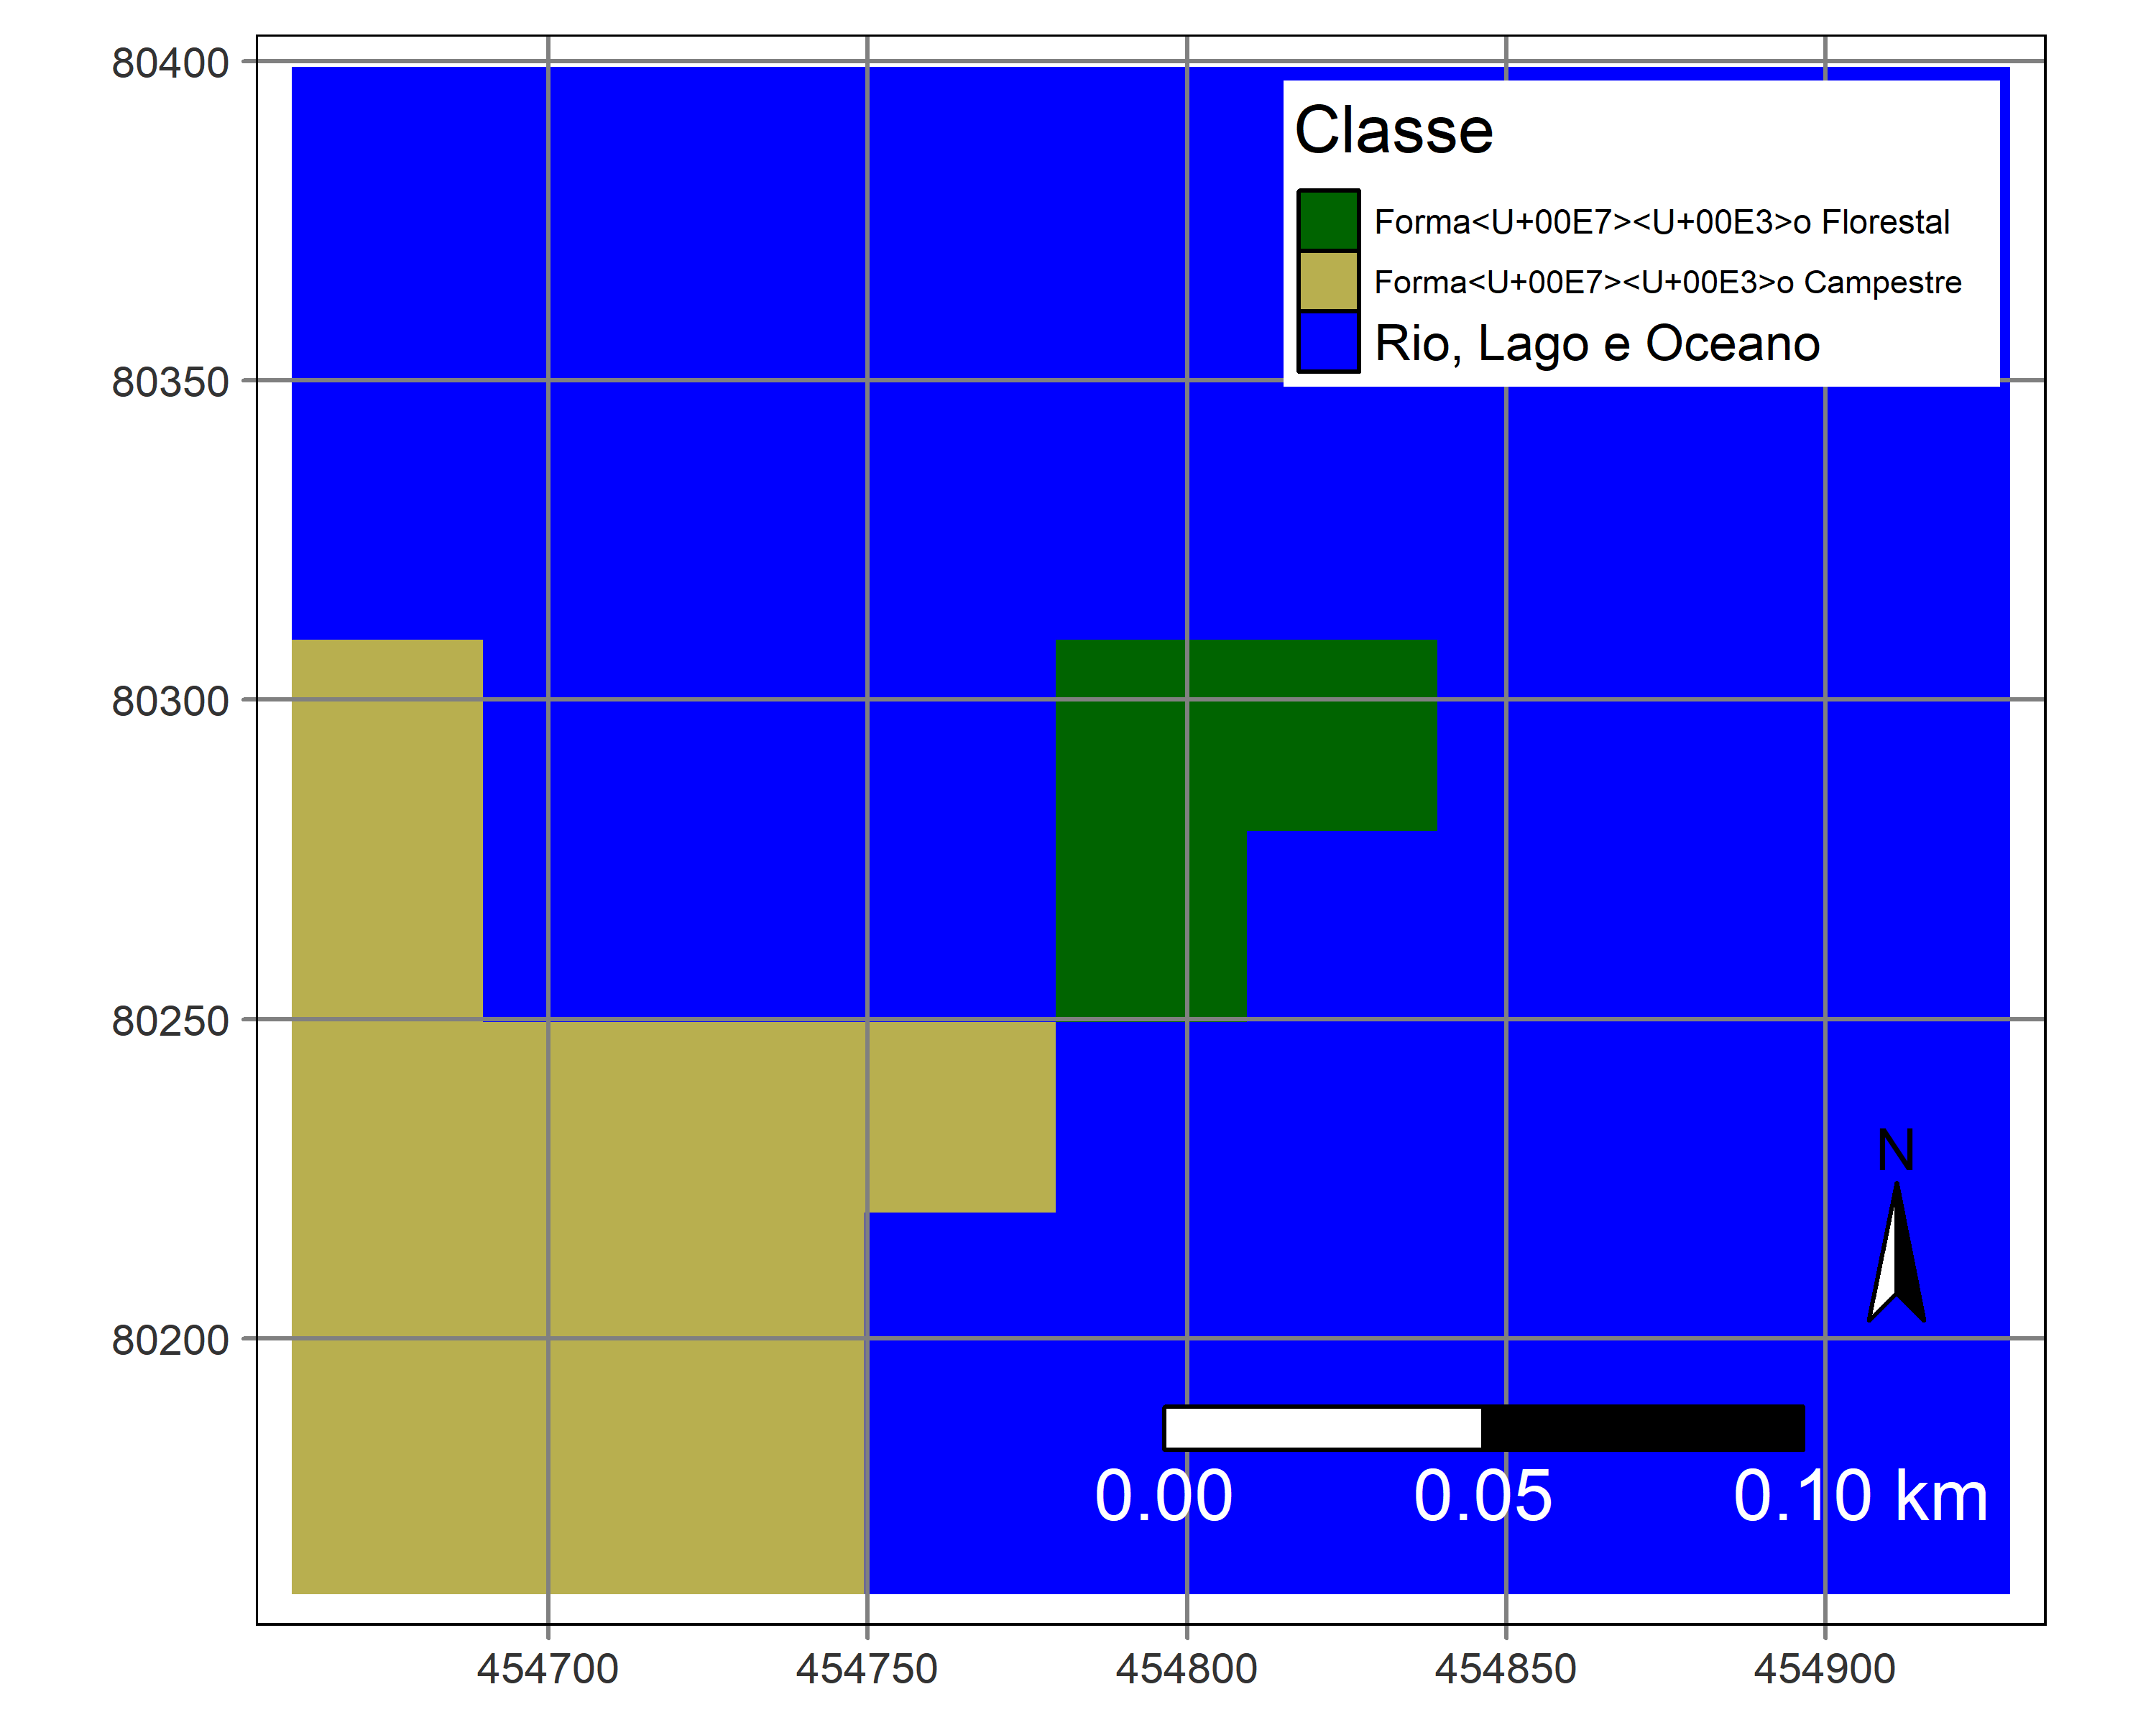 80400
Classe
Forma<U+00E7><U+00E3>o Florestal
Forma<U+00E7><U+00E3>o Campestre
Rio, Lago e Oceano
80350
80300
80250
N
80200
0.00 0.05 0.10 km
454700 454750 454800 454850 454900